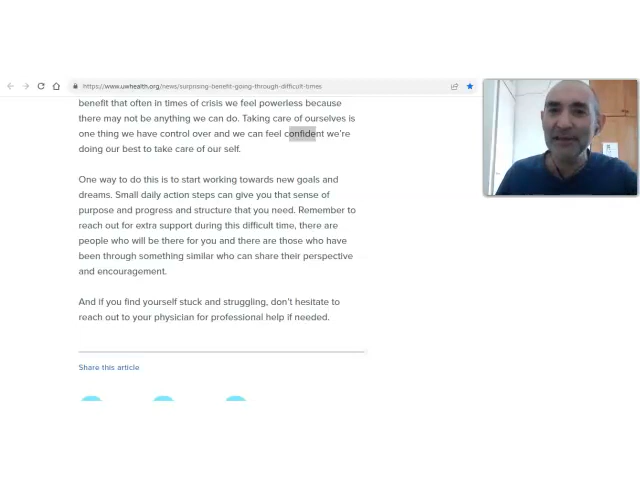 https://www.uwhealth.org/news/surprising-benefit-going-through-difficult-times
benefit that often in times of crisis we feel powerless because
there may not be anything we can do. Taking care of ourselves is
one thing we have control over and we can feel confident we're
doing our best to take care of our self.
One way to do this is to start working towards new goals and
dreams. Small daily action steps can give you that sense of
purpose and progress and structure that you need. Remember to
reach out for extra support during this difficult time, there are
people who will be there for you and there are those who have
been through something similar who can share their perspective
and encouragement.
And if you find yourself stuck and struggling, don't hesitate to
reach out to your physician for professional help if needed.
Share this article